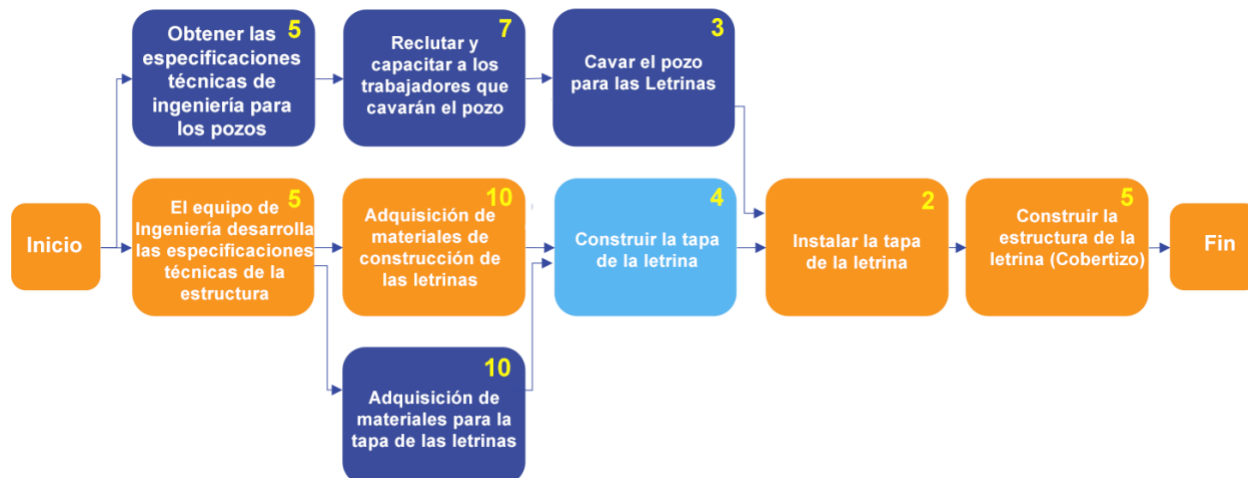 5
Obtener las
especificaciones
técnicas de
ingeniería para
los pozos
7
Reclutar y
capacitar a los
trabajadores que
cavarán el pozo
3
Cavar el pozo
para las Letrinas
Inicio
5
El equipo de
Ingeniería desarrolla
las especificaciones
técnicas de la
estructura
10
Adquisición de
materiales de
construcción de
las letrinas
4
Construir la tapa
de la letrina
2
Instalar la tapa
de la letrina
5
Construir la
estructura de la
letrina (Cobertizo)
Fin
10
Adquisición de
materiales para la
tapa de las letrinas